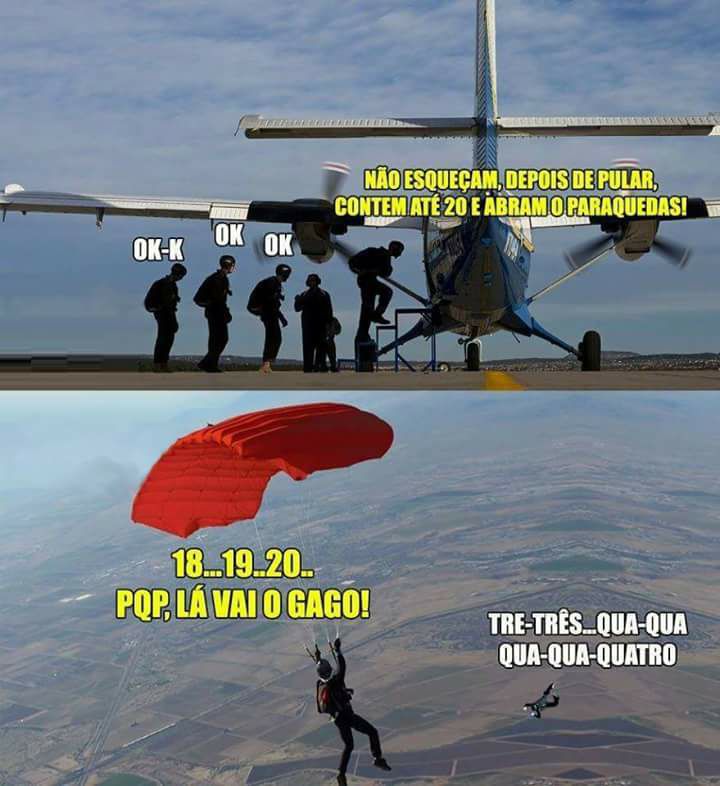 NÃO ESQUEÇAM, DEPOIS DE PULAR,
CONTEM ATÉ 20 E ABRAM O PARAQUEDAS!
OK-K
OK
OK
18...19..20..
PQP, LÁ VAI O GAGO!
TRE-TRÊS...QUA-QUA
QUA-QUA-QUATRO